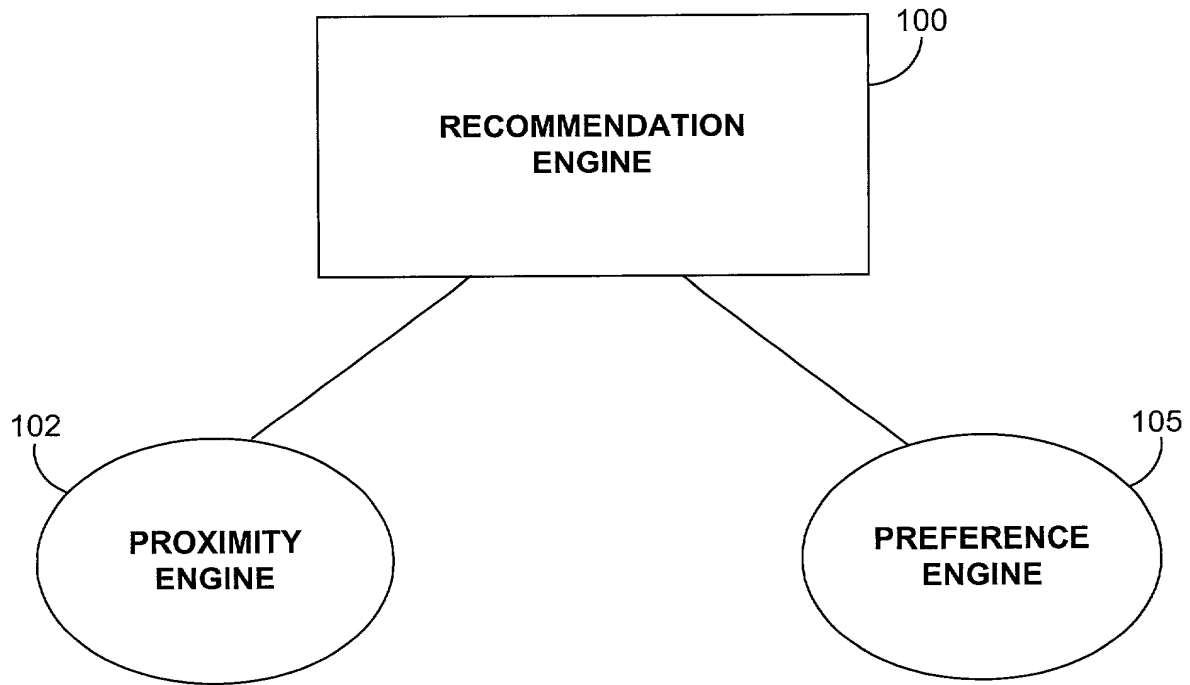 100
RECOMMENDATION
ENGINE
102
105
PROXIMITY
ENGINE
PREFERENCE
ENGINE